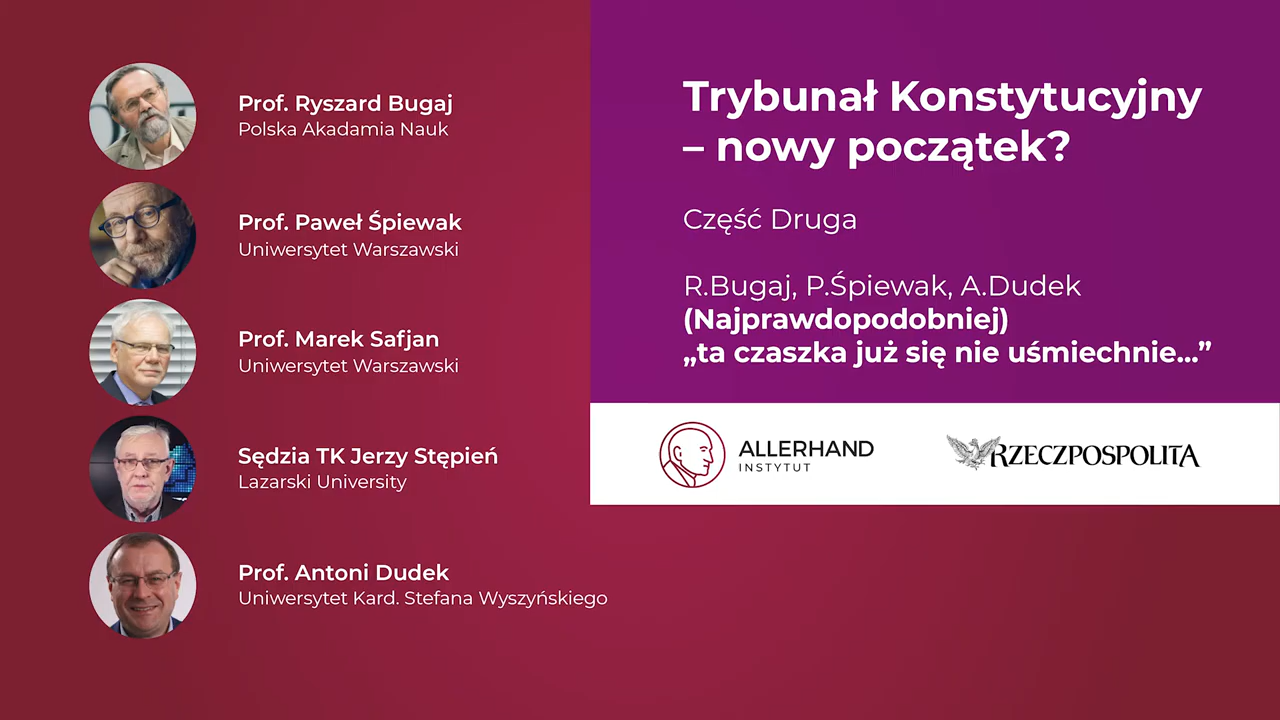 Prof. Ryszard Bugaj
Polska Akadamia Nauk
Prof. Paweł Śpiewak
Uniwersytet Warszawski
Prof. Marek Safjan
Uniwersytet Warszawski
Sędzia TK Jerzy Stępień
Lazarski University
Prof. Antoni Dudek
Uniwersytet Kard. Stefana Wyszyńskiego
Trybunał Konstytucyjny
– nowy początek?
Część Druga
R.Bugaj, P.Śpiewak, A.Dudek
(Najprawdopodobniej)
„ta czaszka już się nie uśmiechnie...”
ALLERHAND
INSTYTUT
RZECZPOSPOLITA